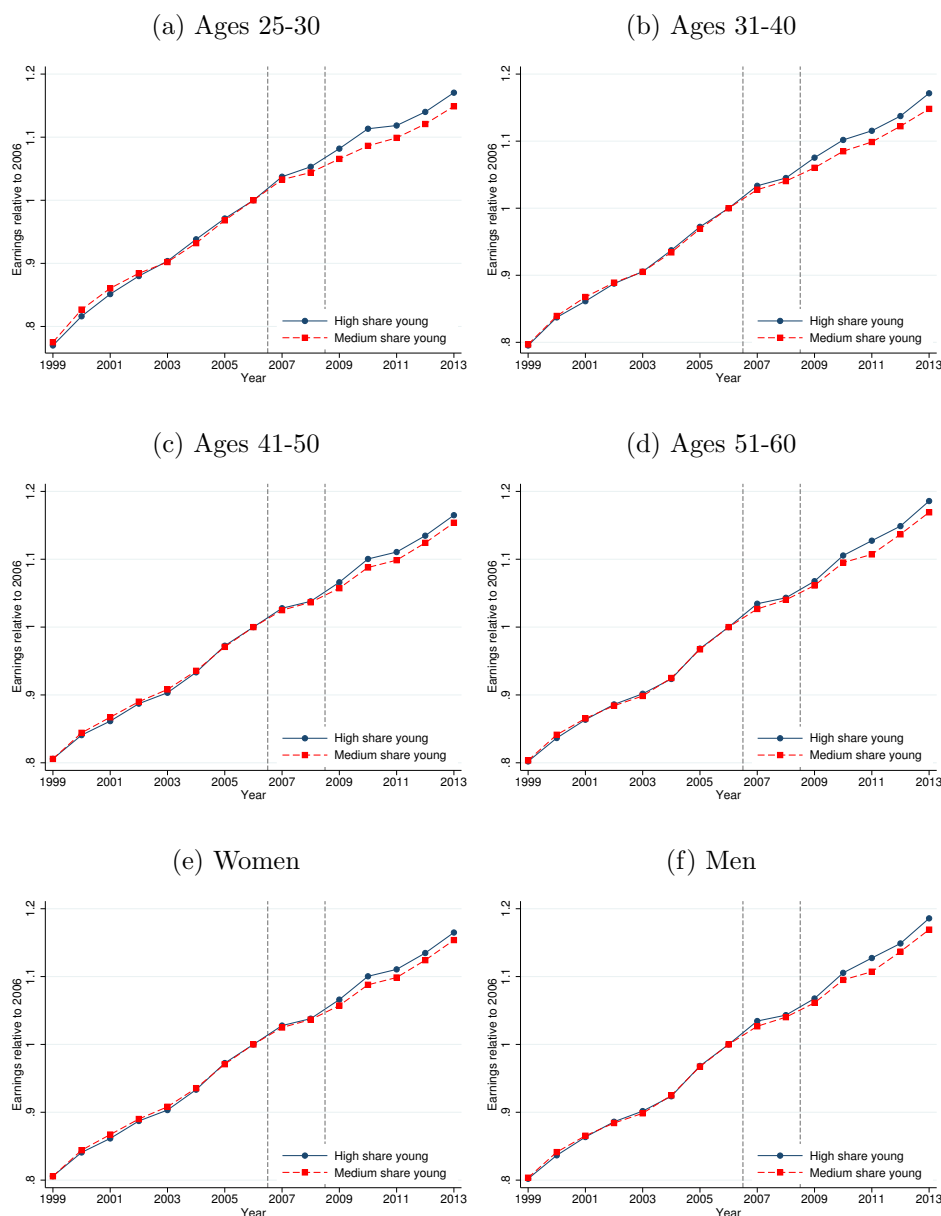 (a) Ages 25-30
(b) Ages 31-40
Earnings relative to 2006
.8
.9
1
1.1
1.2
1999
2001
2003
2005
2007
2009
2011
2013
Year
High share young
Medium share young
Earnings relative to 2006
.8
.9
1
1.1
1.2
1999
2001
2003
2005
2007
2009
2011
2013
Year
High share young
Medium share young
(c) Ages 41-50
(d) Ages 51-60
Earnings relative to 2006
.8
.9
1
1.1
1.2
1999
2001
2003
2005
2007
2009
2011
2013
Year
High share young
Medium share young
Earnings relative to 2006
.8
.9
1
1.1
1.2
1999
2001
2003
2005
2007
2009
2011
2013
Year
High share young
Medium share young
(e) Women
(f) Men
Earnings relative to 2006
.8
.9
1
1.1
1.2
1999
2001
2003
2005
2007
2009
2011
2013
Year
High share young
Medium share young
Earnings relative to 2006
.8
.9
1
1.1
1.2
1999
2001
2003
2005
2007
2009
2011
2013
Year
High share young
Medium share young